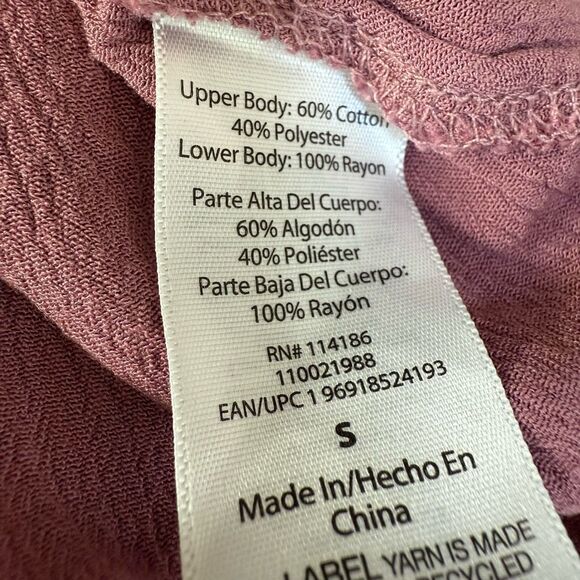 Upper Body: 60% Cotton
40% Polyester
Lower Body: 100% Rayon
Parte Alta Del Cuerpo:
60% Algodón
40% Poliéster
Parte Baja Del Cuerpo:
100% Rayón
RN# 114186
110021988
EAN/UPC 1 96918524193
S
Made In/Hecho En
China
LABEL YARN IS MADE
RECYCLED